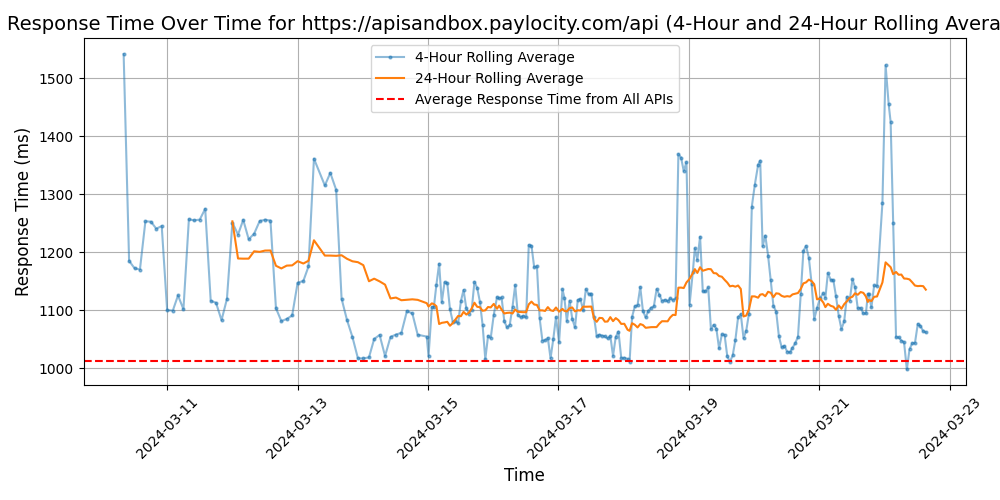 Response Time Over Time for https://apisandbox.paylocity.com/api (4-Hour and 24-Hour Rolling Avera
4-Hour Rolling Average
24-Hour Rolling Average
Average Response Time from All APIs
Response Time (ms)
1500
1400
1300
1200
1100
1000
2024-03-11
2024-03-13
2024-03-15
2024-03-17
2024-03-19
2024-03-21
2024-03-23
Time